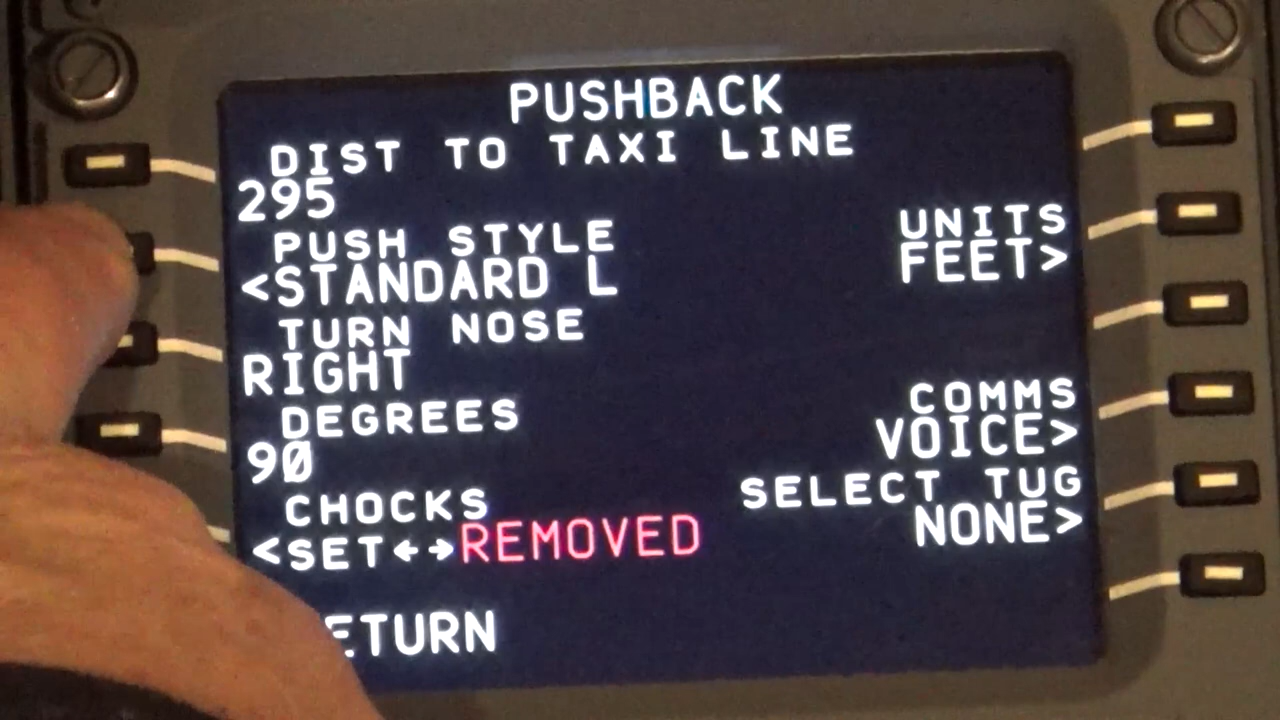 PUSHBACK
DIST TO TAXI LINE
295
PUSH STYLE UNITS
<STANDARD L FEET>
TURN NOSE
RIGHT
DEGREES COMMS
90 VOICE>
CHOCKS SELECT TUG
<SET←→REMOVED NONE>
ETURN